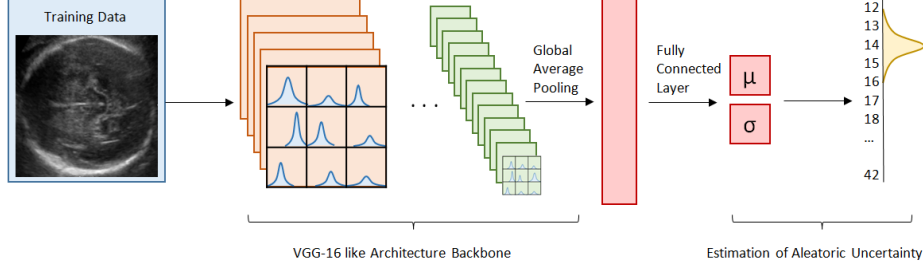 Training Data
. . .
Global
Average
Pooling
Fully
Connected
Layer
μ
σ
12
13
14
15
16
17
18
...
42
VGG-16 like Architecture Backbone
Estimation of Aleatoric Uncertainty